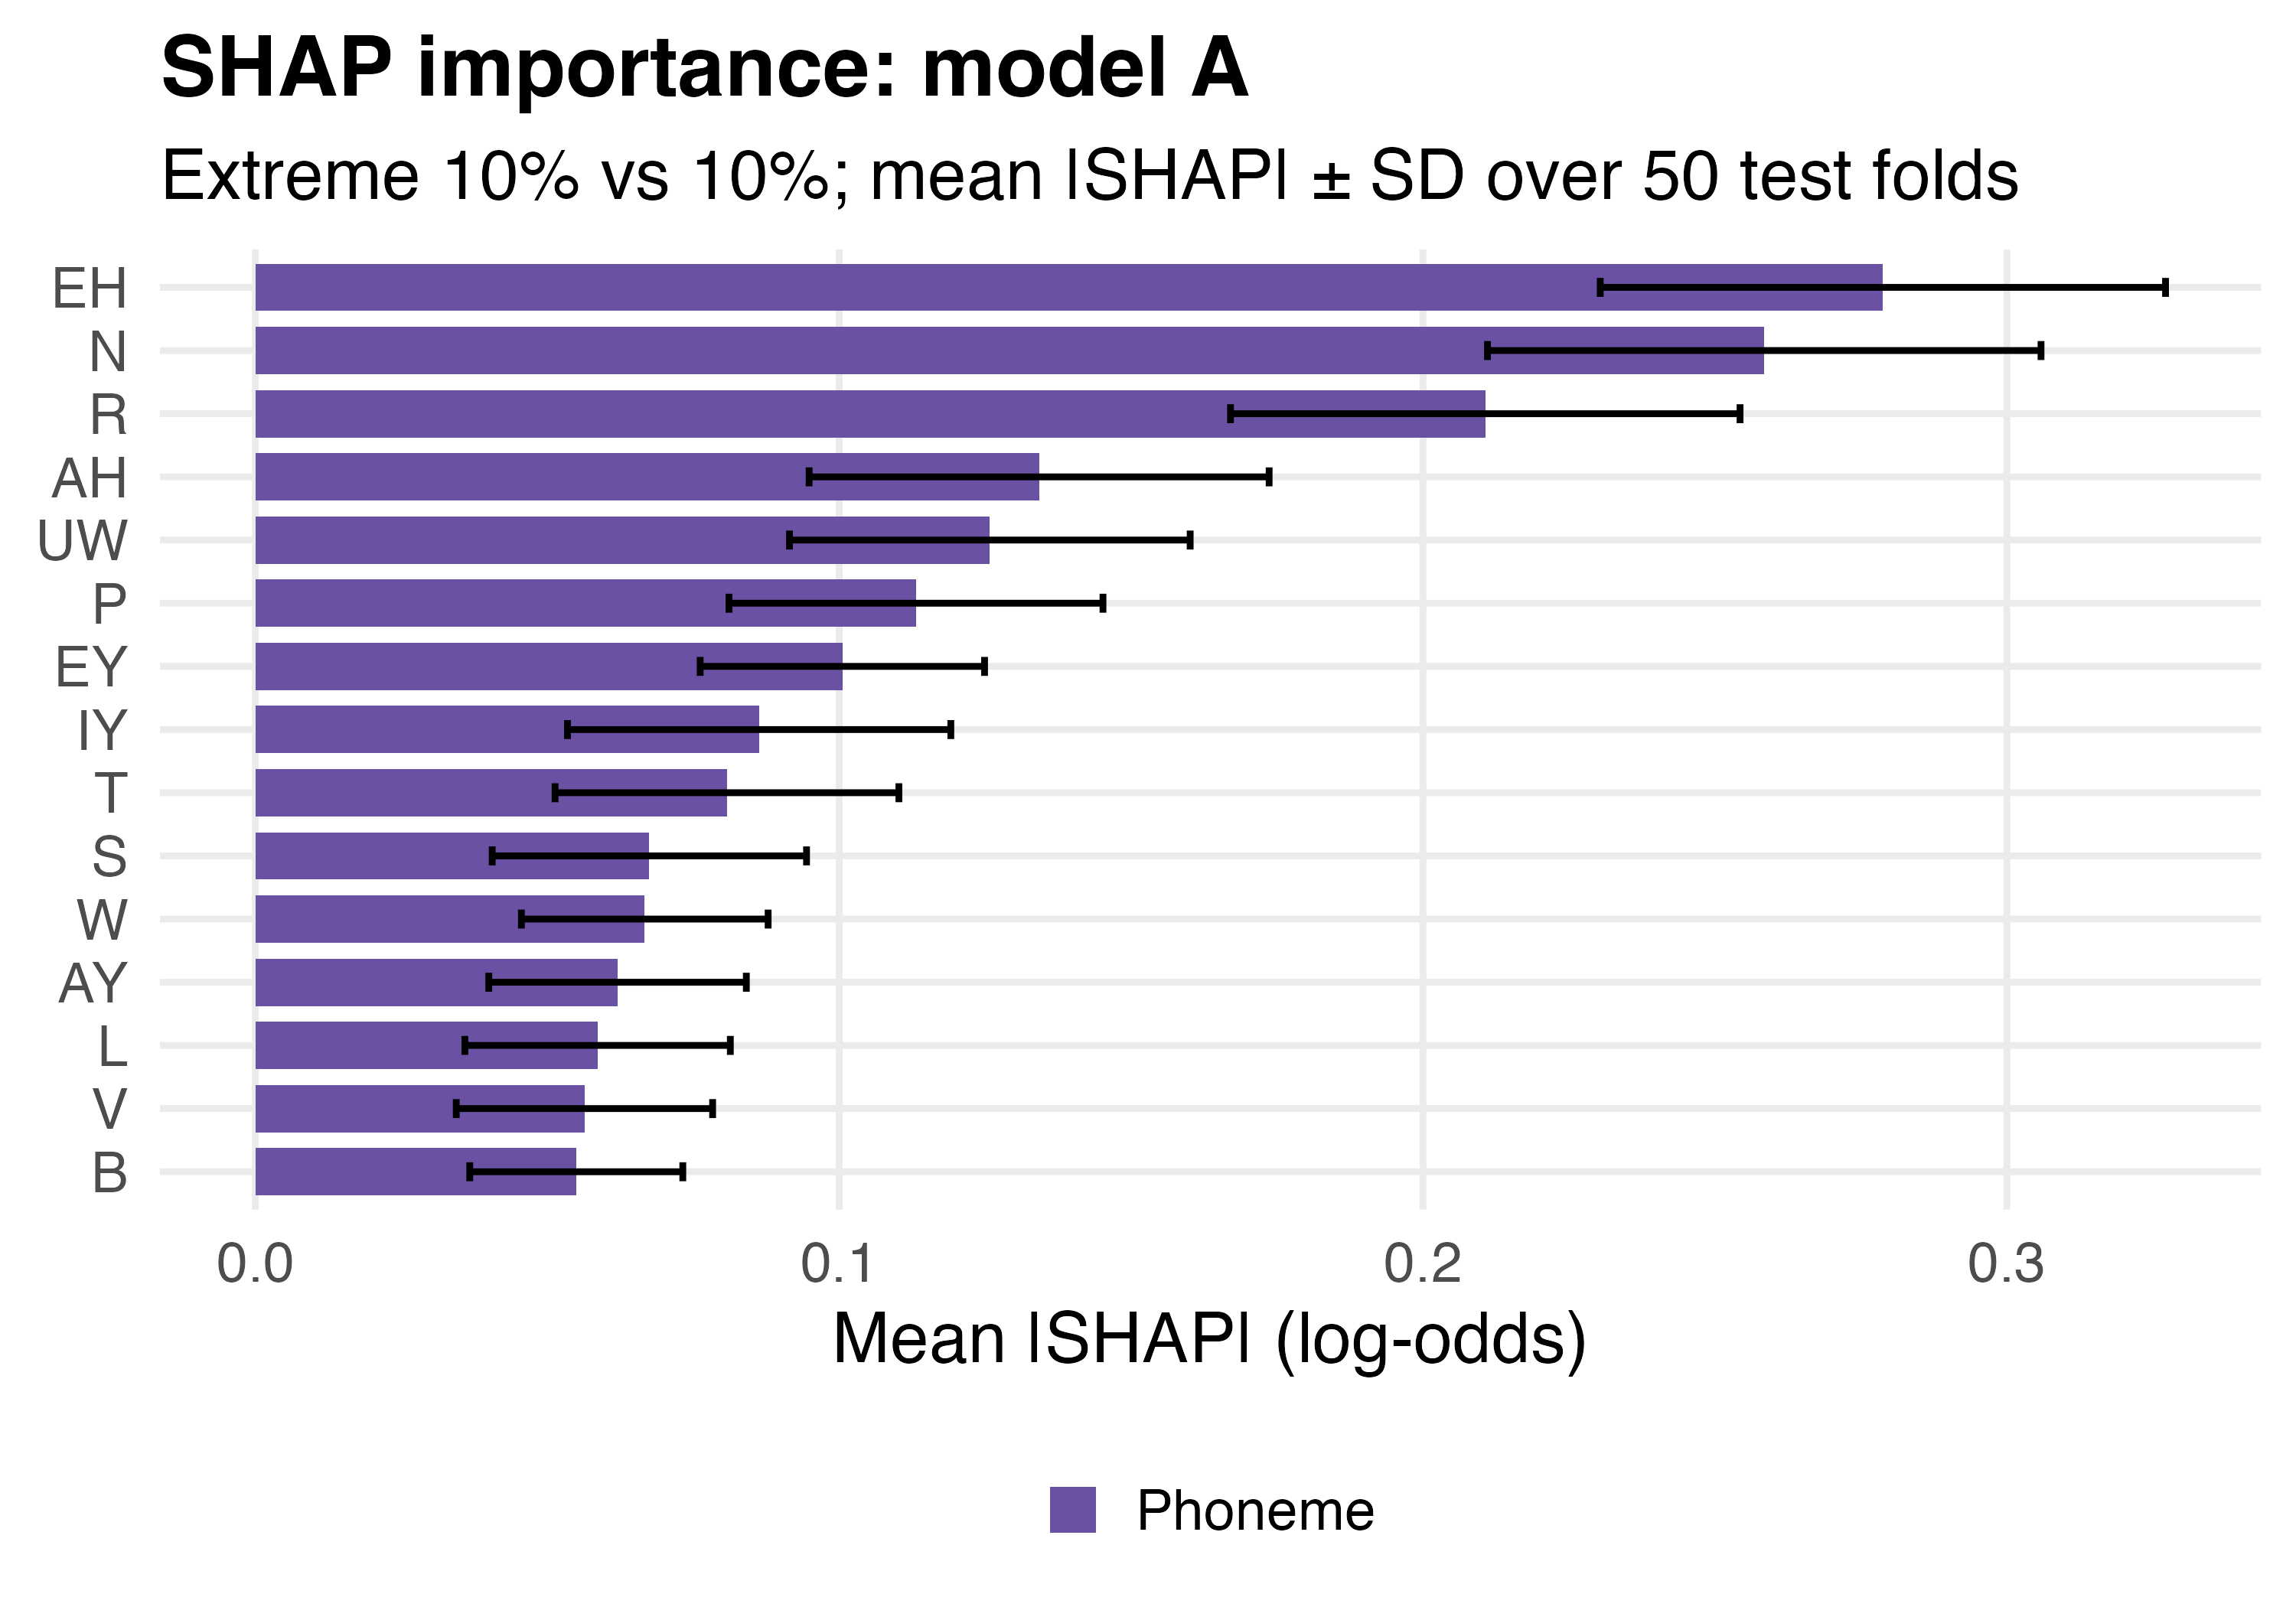 SHAP importance: model A
Extreme 10% vs 10%; mean |SHAP| ± SD over 50 test folds
EH
N
R
AH
UW
P
EY
IY
T
S
W
AY
L
V
B
0.0 0.1 0.2 0.3
Mean |SHAP| (log-odds)
Phoneme